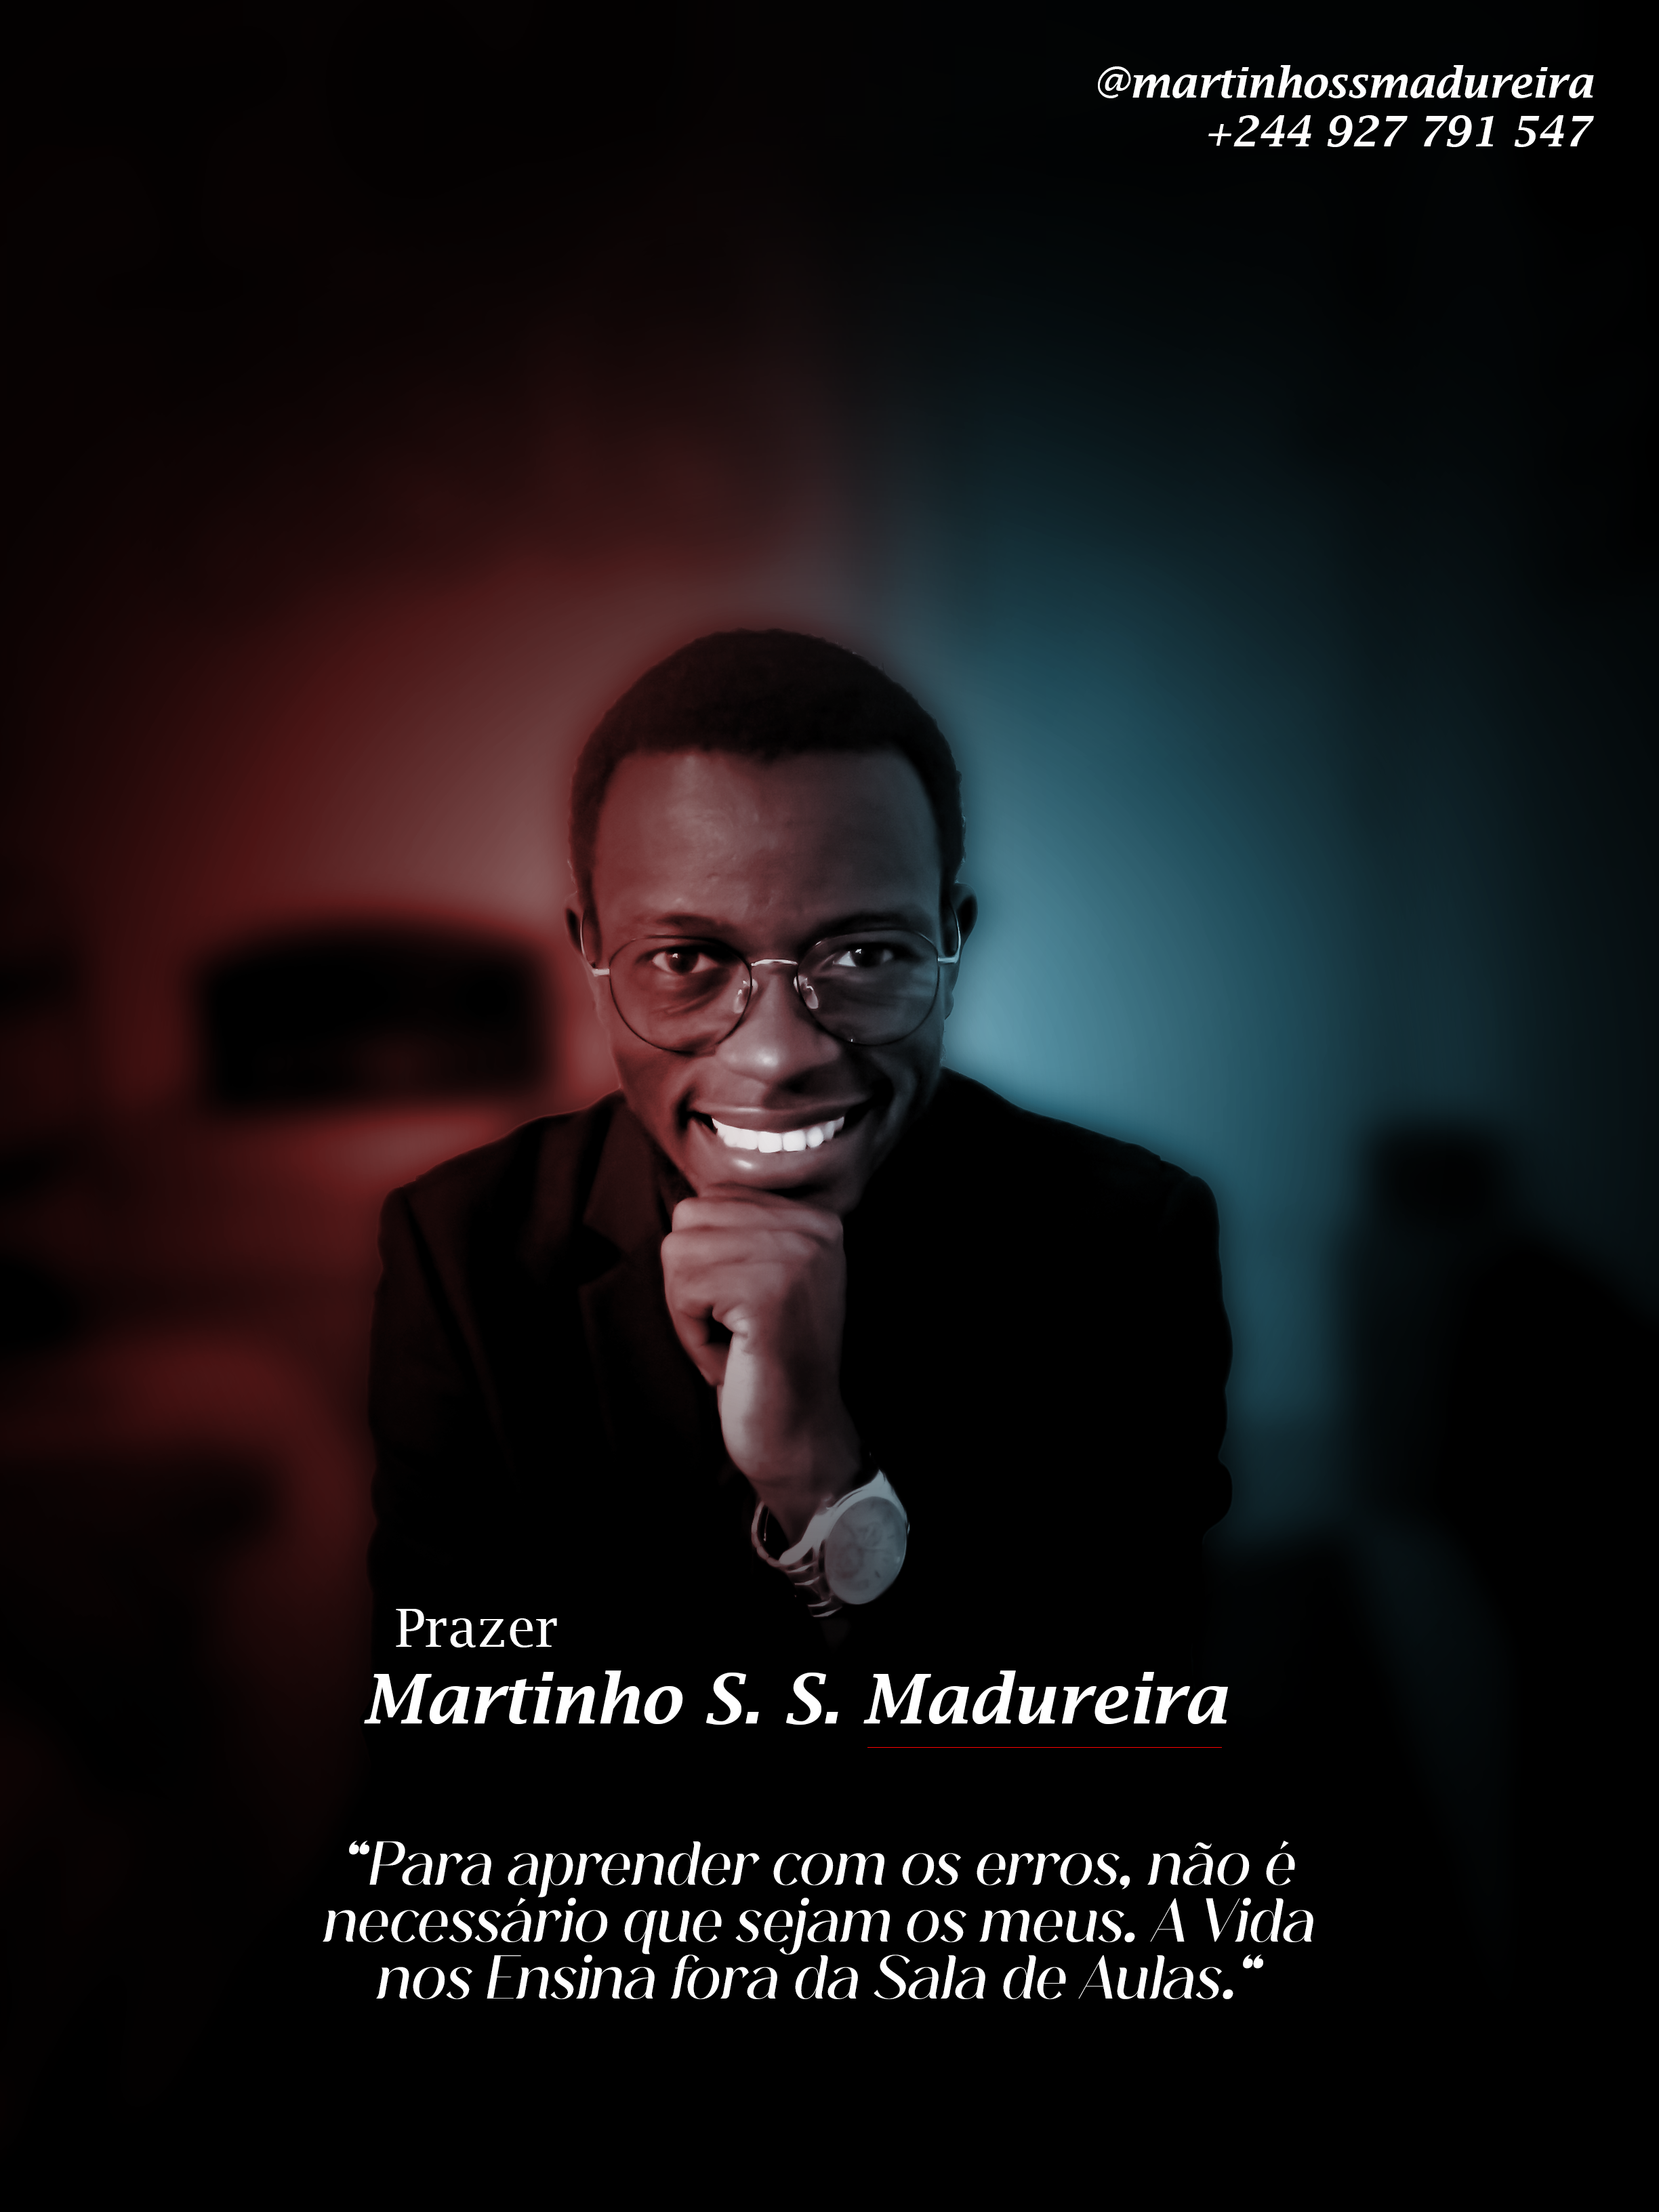 @martinhossmadureira
+244 927 791 547
Prazer
Martinho S. S. Madureira
“Para aprender com os erros, não é
necessário que sejam os meus. A Vida
nos Ensina fora da Sala de Aulas.“